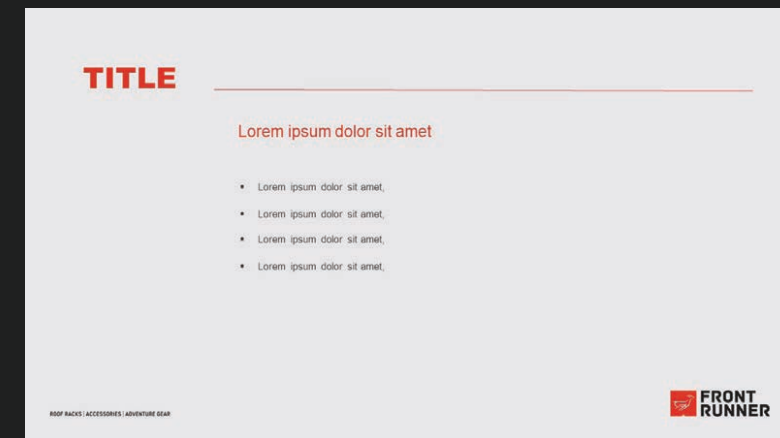 TITLE
Lorem ipsum dolor sit amet
Lorem ipsum dolor sit amet,
Lorem ipsum dolor sit amet,
Lorem ipsum dolor sit amet,
Lorem ipsum dolor sit amet,
ROOF RACKS | ACCESSORIES | ADVENTURE GEAR
FRONT
RUNNER